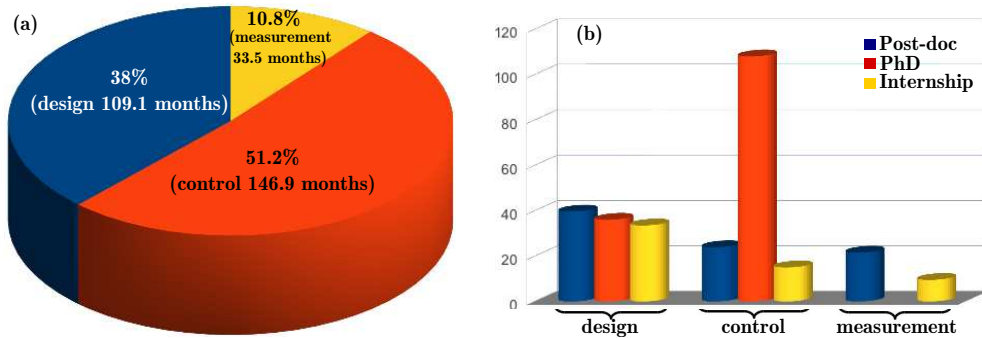 (a)
10.8%
(measurement
33.5 months)
38%
(design 109.1 months)
51.2%
(control 146.9 months)
(b)
Post-doc
PhD
Internship
120
100
80
60
40
20
0
design
control
measurement